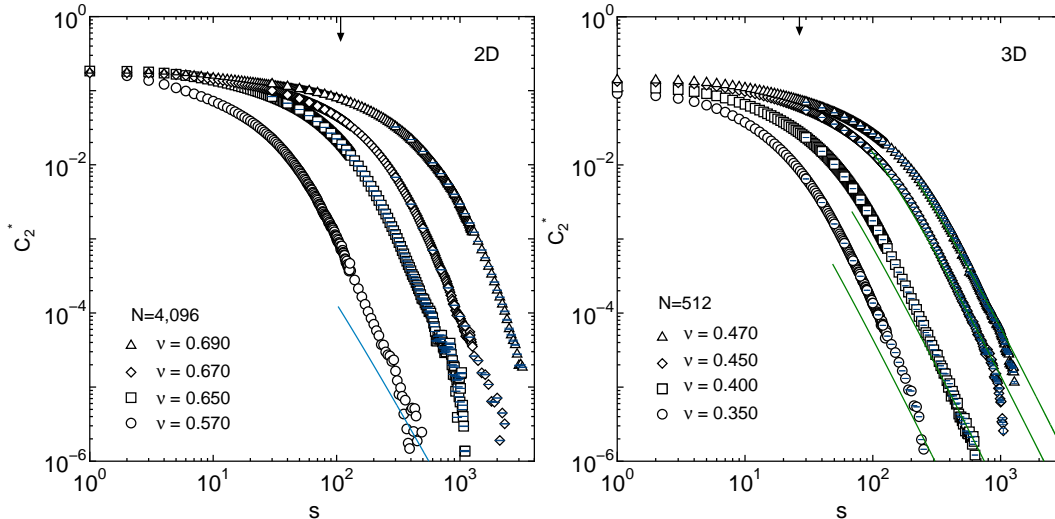 10^0
10^-2
10^-4
10^-6
C_2^*
2D
N=4,096
△ ν = 0.690
◇ ν = 0.670
□ ν = 0.650
○ ν = 0.570
10^0 10^1 10^2 10^3
s
10^0
10^-2
10^-4
10^-6
C_2^*
3D
N=512
△ ν = 0.470
◇ ν = 0.450
□ ν = 0.400
○ ν = 0.350
10^0 10^1 10^2 10^3
s